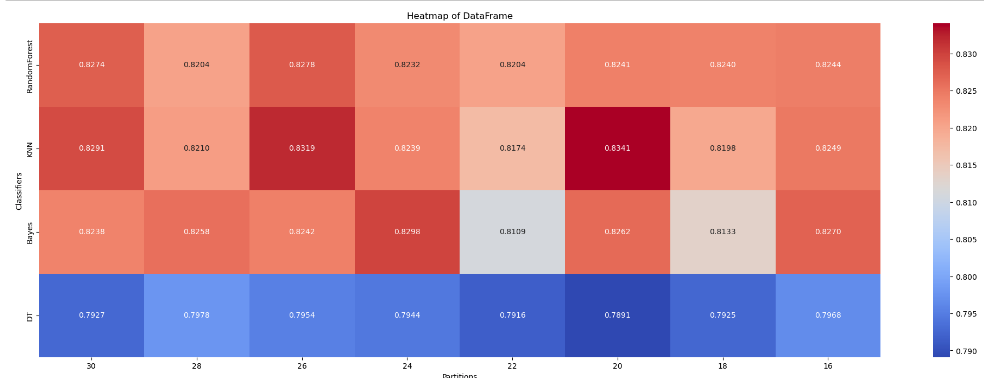 Heatmap of DataFrame
RandomForest 0.8274 0.8204 0.8278 0.8232 0.8204 0.8241 0.8240 0.8244
KNN 0.8291 0.8210 0.8319 0.8239 0.8174 0.8341 0.8198 0.8249
Classifiers
Bayes 0.8238 0.8258 0.8242 0.8298 0.8109 0.8262 0.8133 0.8270
DT 0.7927 0.7978 0.7954 0.7944 0.7916 0.7891 0.7925 0.7968
30 28 26 24 22 20 18 16
Partitions
0.830
0.825
0.820
0.815
0.810
0.805
0.800
0.795
0.790